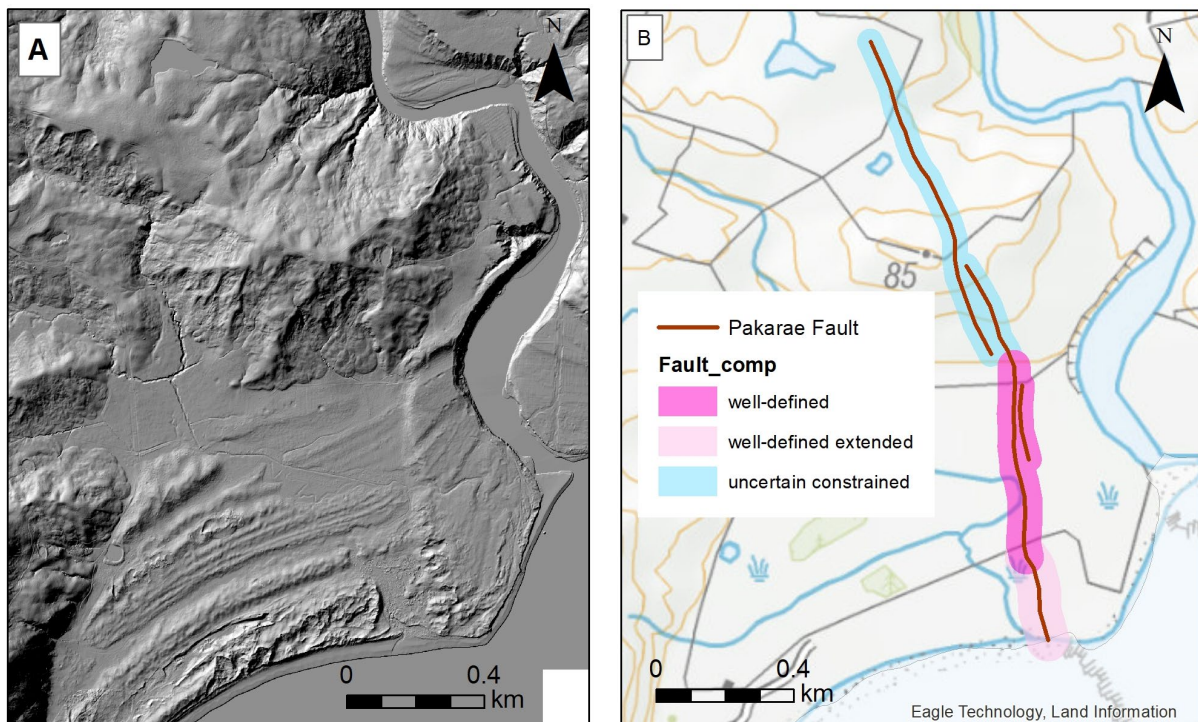 A
N
0
0.4
km
B
N
85
Pakarae Fault
Fault_comp
well-defined
well-defined extended
uncertain constrained
0
0.4
km
Eagle Technology, Land Information